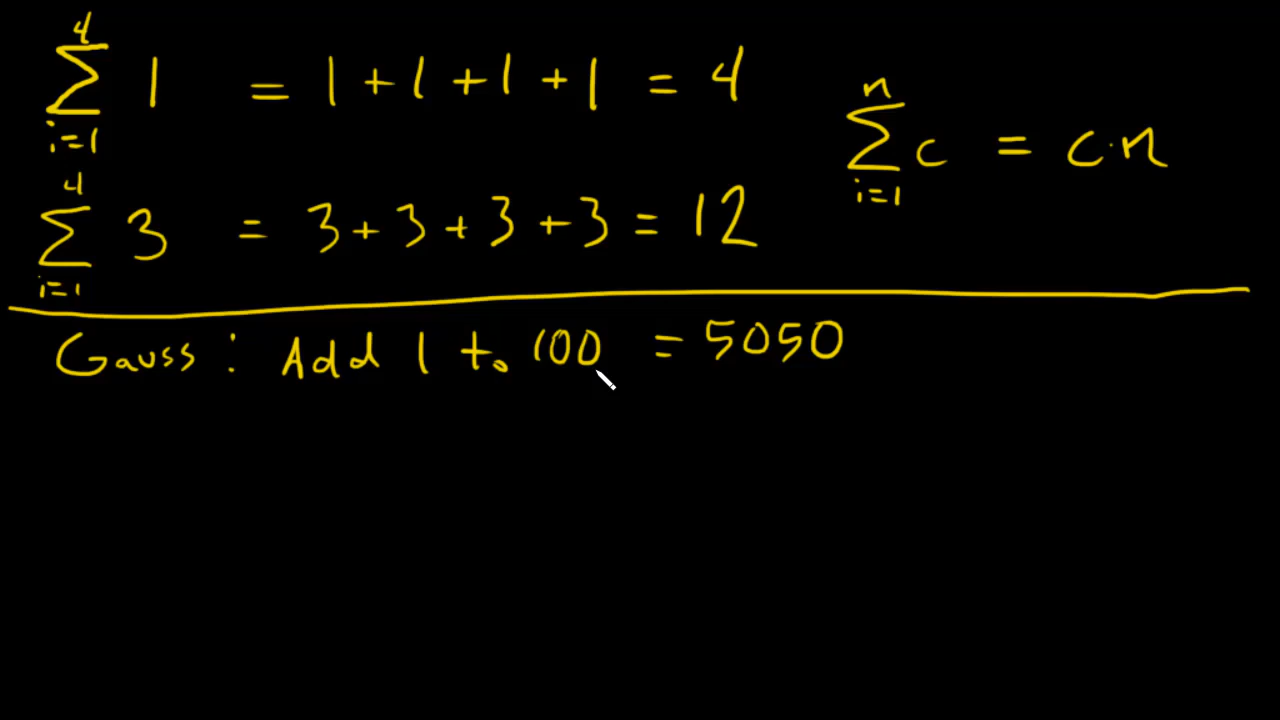 4
∑ 1 = 1 + 1 + 1 + 1 = 4
i=1
n
∑ c = c·n
i=1
4
∑ 3 = 3 + 3 + 3 + 3 = 12
i=1
Gauss: Add 1 to 100 = 5050